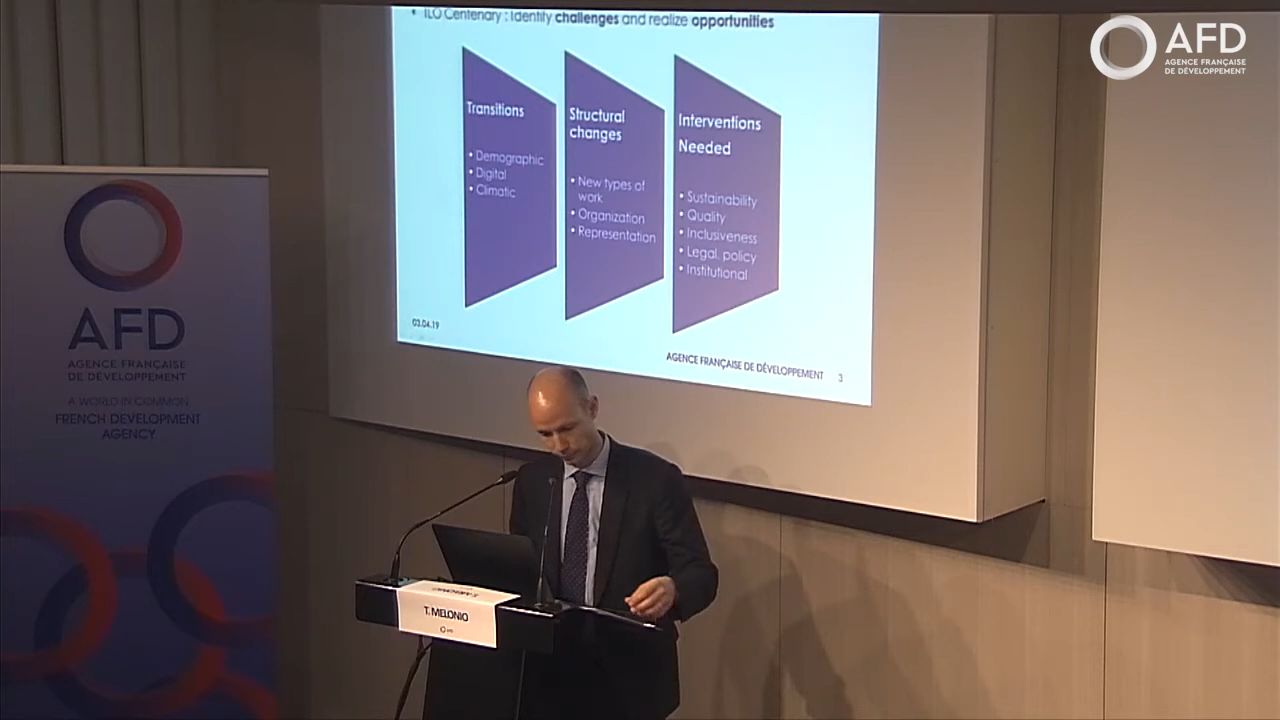 • ILO Centenary : Identify challenges and realize opportunities
Transitions
• Demographic
• Digital
• Climatic
Structural
changes
• New types of
work
• Organization
• Representation
Interventions
Needed
• Sustainability
• Quality
• Inclusiveness
• Legal, policy
• Institutional
03.04.19
AGENCE FRANÇAISE DE DÉVELOPPEMENT 3
AFD
AGENCE FRANÇAISE
DE DÉVELOPPEMENT
AFD
AGENCE FRANÇAISE
DE DÉVELOPPEMENT
A WORLD IN COMMON
FRENCH DEVELOPMENT
AGENCY
T. MELONIO